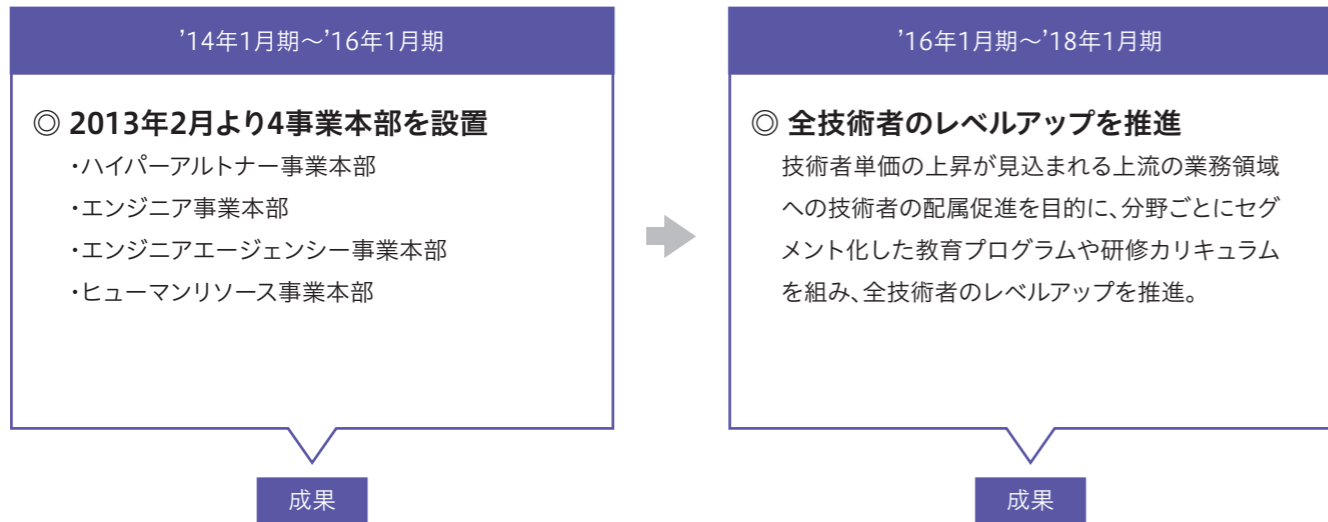 ’14年1月期～’16年1月期
◎ 2013年2月より4事業本部を設置
・ハイパーアルトナー事業本部
・エンジニア事業本部
・エンジニアエージェンシー事業本部
・ヒューマンリソース事業本部
成果
’16年1月期～’18年1月期
◎ 全技術者のレベルアップを推進
技術者単価の上昇が見込まれる上流の業務領域
への技術者の配属促進を目的に、分野ごとにセグ
メント化した教育プログラムや研修カリキュラム
を組み、全技術者のレベルアップを推進。
成果